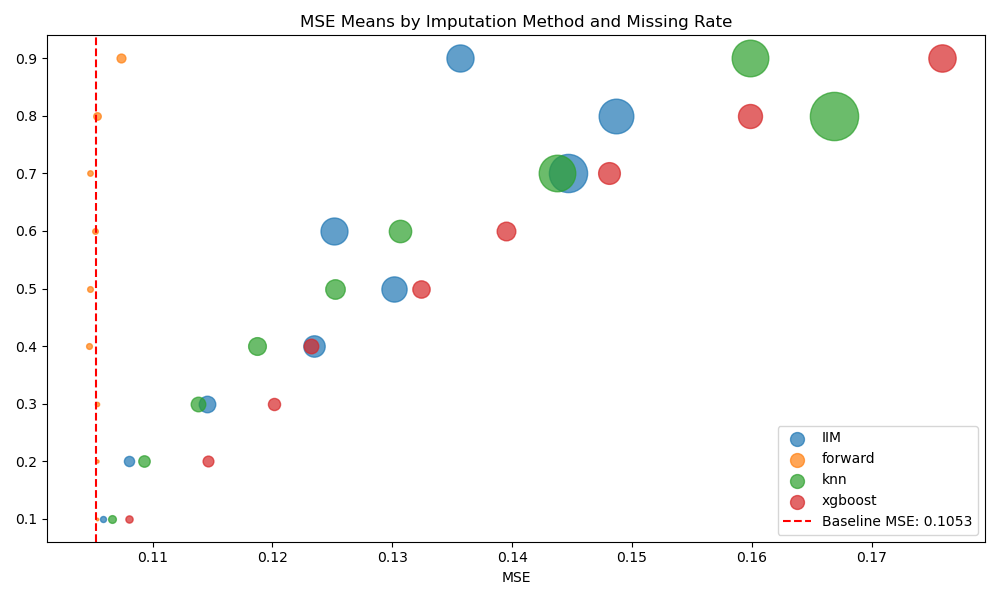 MSE Means by Imputation Method and Missing Rate
0.9
0.8
0.7
0.6
0.5
0.4
0.3
0.2
0.1
IIM
forward
knn
xgboost
Baseline MSE: 0.1053
0.11 0.12 0.13 0.14 0.15 0.16 0.17
MSE